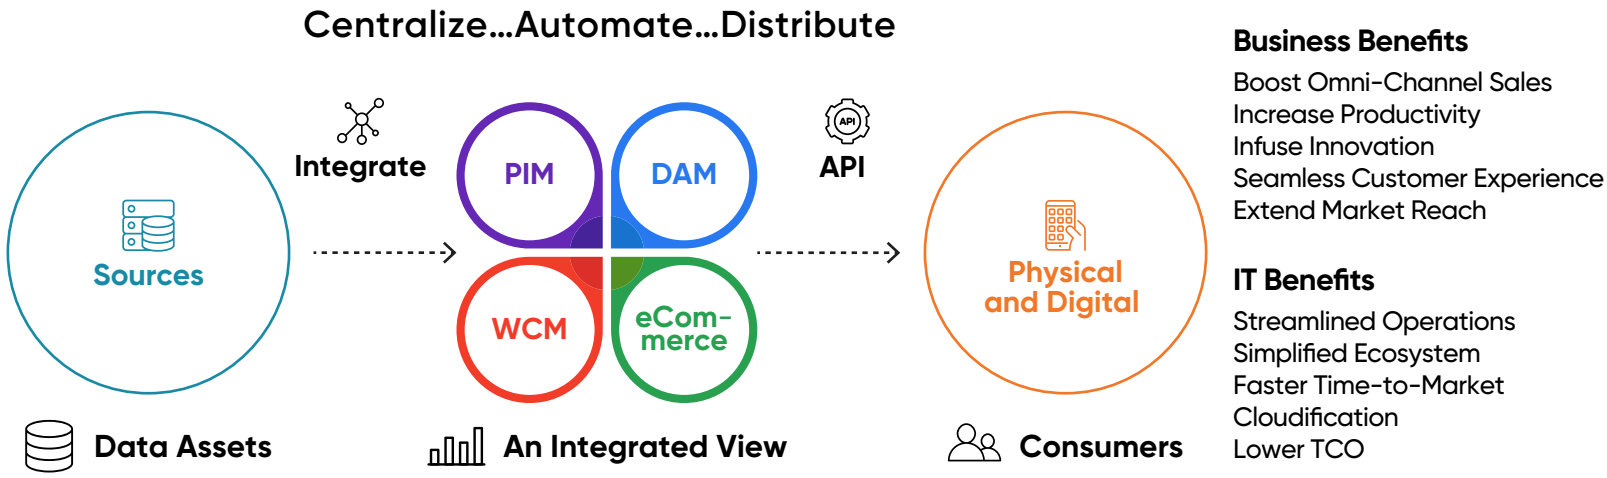 Centralize...Automate...Distribute
Sources
Data Assets
Integrate
PIM
DAM
WCM
eCom-
merce
An Integrated View
API
API
Physical
and Digital
Consumers
Business Benefits
Boost Omni-Channel Sales
Increase Productivity
Infuse Innovation
Seamless Customer Experience
Extend Market Reach
IT Benefits
Streamlined Operations
Simplified Ecosystem
Faster Time-to-Market
Cloudification
Lower TCO